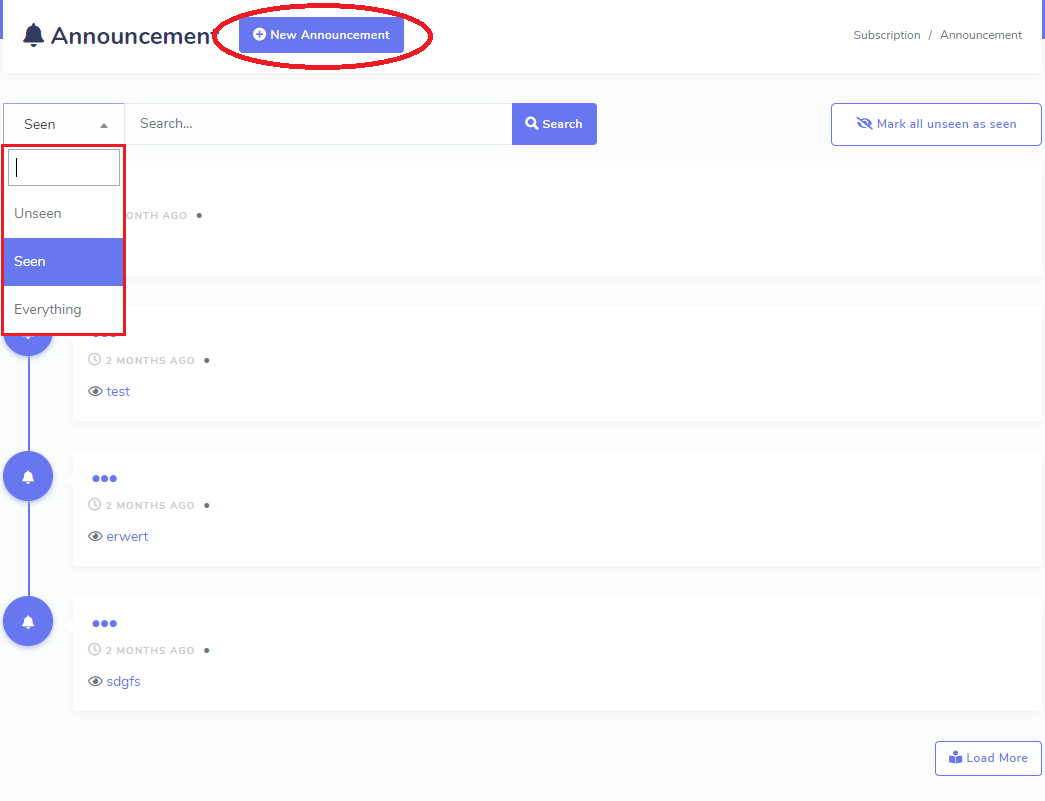 Announcement
New Announcement
Subscription / Announcement
Seen
Search...
Search
Mark all unseen as seen
Unseen
Seen
Everything
ONTH AGO
2 MONTHS AGO
test
2 MONTHS AGO
erwert
2 MONTHS AGO
sdgfs
Load More